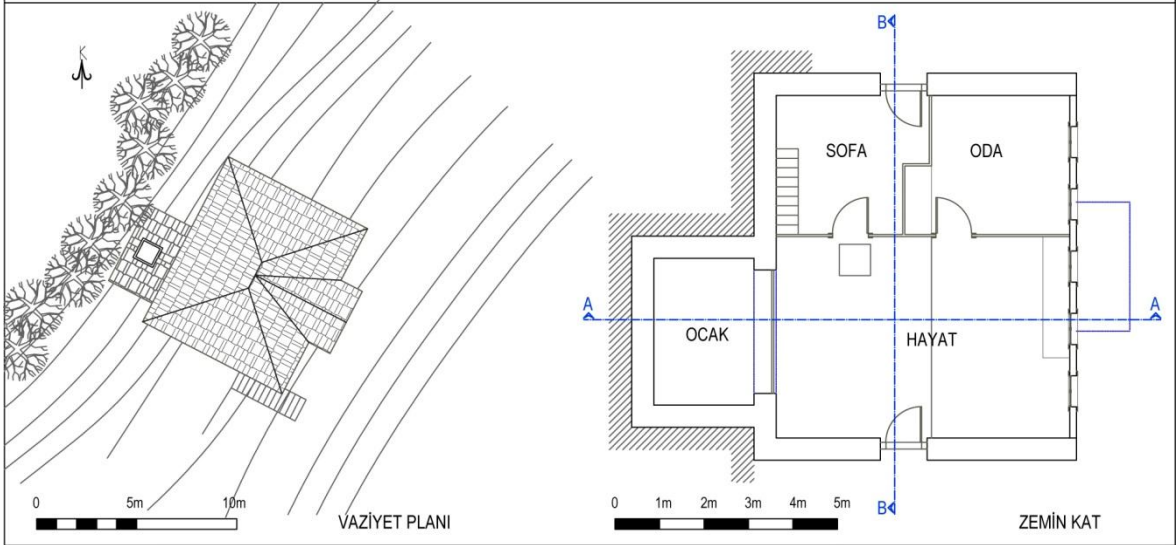 K
0 5m 10m
VAZİYET PLANI
B
SOFA
ODA
A
A
OCAK
HAYAT
B
0 1m 2m 3m 4m 5m
ZEMİN KAT